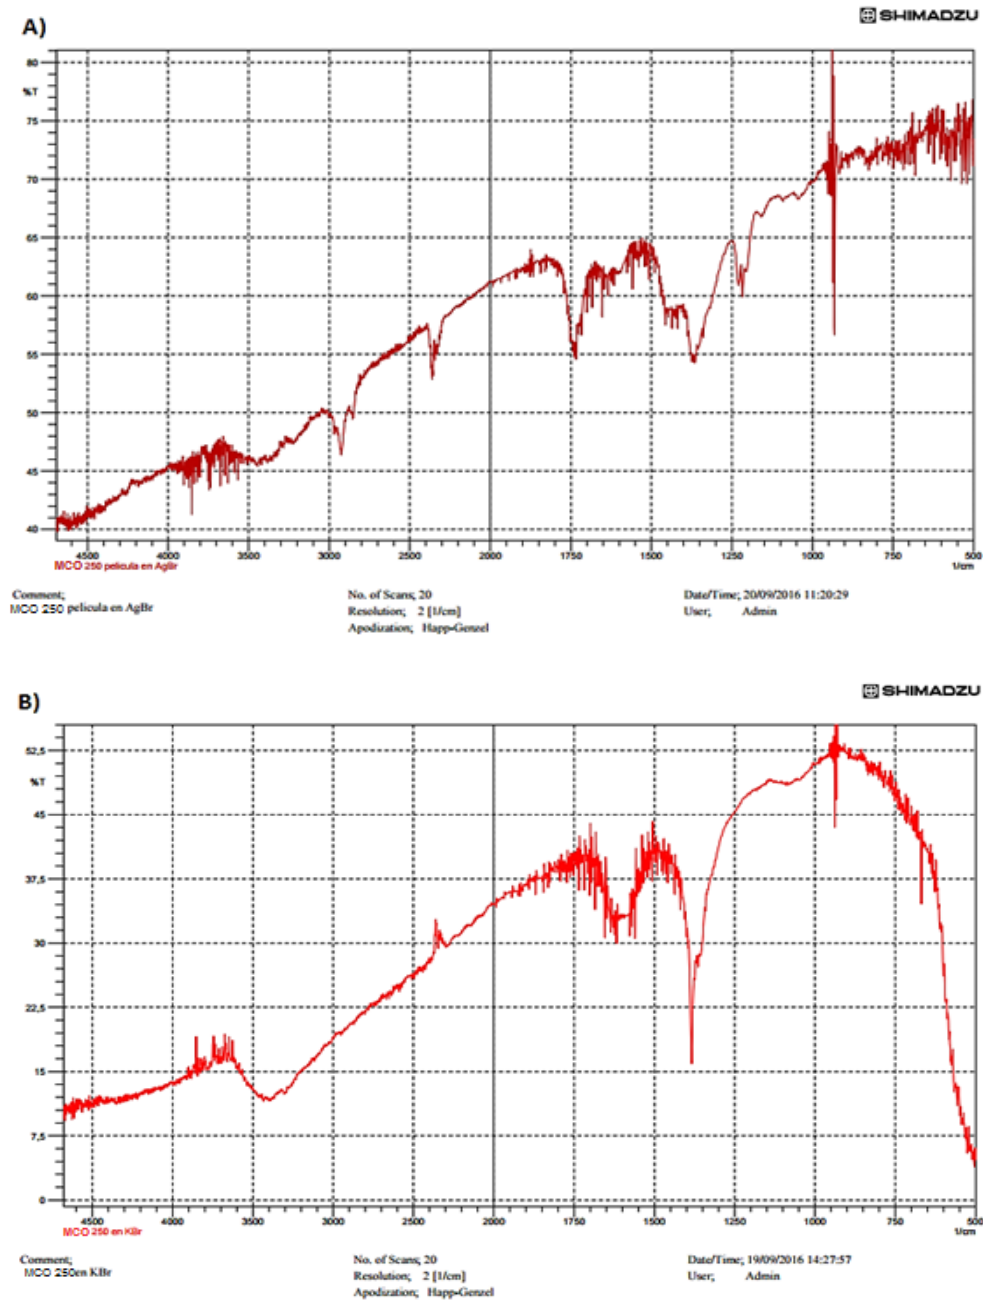 SHIMADZU
A)
80
%T
75
70
65
60
55
50
45
40
4500 4000 3500 3000 2500 2000 1750 1500 1250 1000 750 500
MCO 250 pelicula en AgBr
1/cm
Comment;
MCO 250 pelicula en AgBr
No. of Scans; 20
Resolution; 2 [1/cm]
Apodization; Happ-Genzel
Date/Time; 20/09/2016 11:20:29
User; Admin
SHIMADZU
B)
52,5
%T
45
37,5
30
22,5
15
7,5
0
4500 4000 3500 3000 2500 2000 1750 1500 1250 1000 750 500
MCO 250 en KBr
1/cm
Comment;
MCO 250en KBr
No. of Scans; 20
Resolution; 2 [1/cm]
Apodization; Happ-Genzel
Date/Time; 19/09/2016 14:27:57
User; Admin